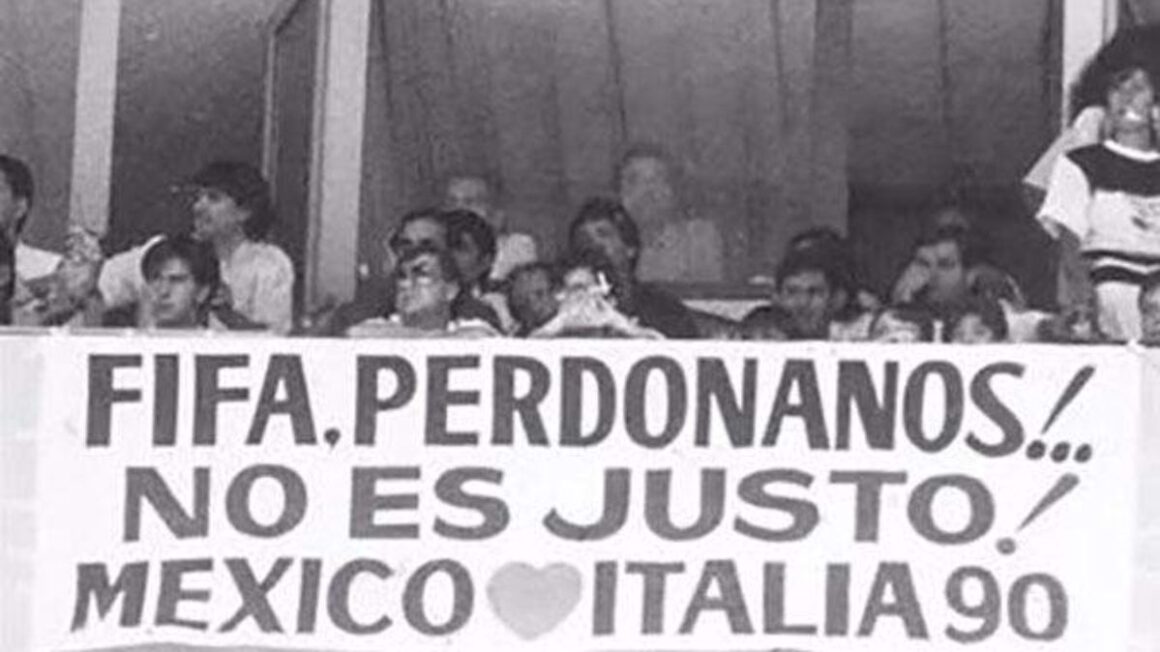 FIFA, PERDONANOS!...
NO ES JUSTO!
MEXICO ITALIA 90